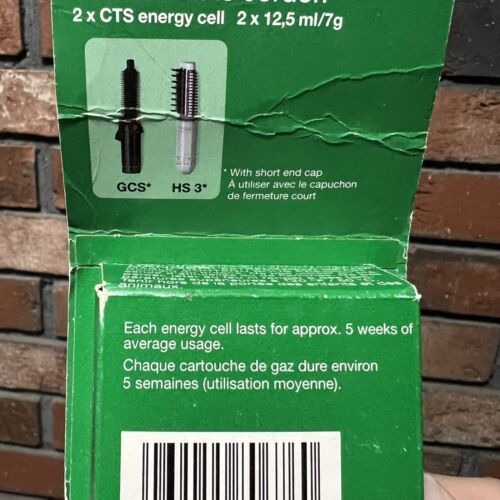 2 x CTS energy cell 2 x 12,5 ml/7g
GCS* HS 3*
* With short end cap
À utiliser avec le capuchon
de fermeture court
animaux
Each energy cell lasts for approx. 5 weeks of
average usage.
Chaque cartouche de gaz dure environ
5 semaines (utilisation moyenne).